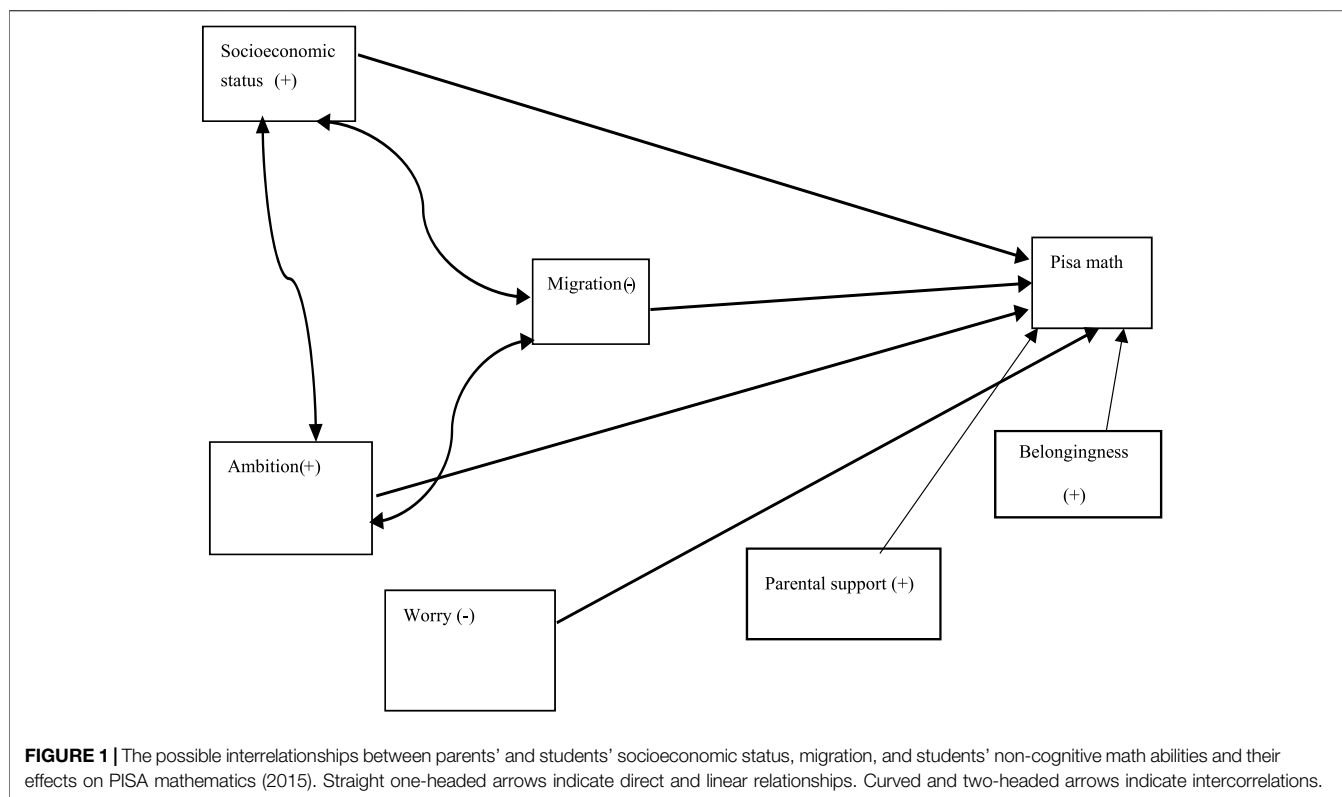 Socioeconomic
status (+)
Pisa math
Migration(-)
Ambition(+)
Belongingness
(+)
Parental support (+)
Worry (-)
FIGURE 1 | The possible interrelationships between parents’ and students’ socioeconomic status, migration, and students’ non-cognitive math abilities and their
effects on PISA mathematics (2015). Straight one-headed arrows indicate direct and linear relationships. Curved and two-headed arrows indicate intercorrelations.